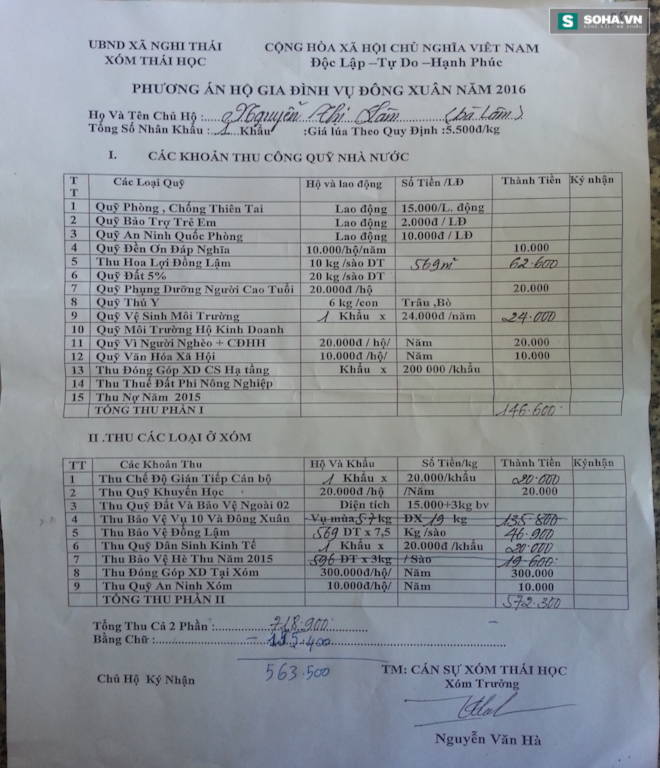 SOHA.VN
UBND XÃ NGHI THÁI CỘNG HÒA XÃ HỘI CHỦ NGHĨA VIỆT NAM
XÓM THÁI HỌC Độc Lập –Tự Do –Hạnh Phúc
PHƯƠNG ÁN HỘ GIA ĐÌNH VỤ ĐÔNG XUÂN NĂM 2016
Họ Và Tên Chủ Hộ : Nguyễn Thị Lâm (bà Lâm)
Tổng Số Nhân Khẩu : 1 Khẩu :Giá lúa Theo Quy Định :5.500đ/kg
I. CÁC KHOẢN THU CÔNG QUỸ NHÀ NƯỚC
TT Các Loại Quỹ Hộ và lao động Số Tiền /LĐ Thành Tiền Ký nhận
1 Quỹ Phòng , Chống Thiên Tai Lao động 15.000/L. động
2 Quỹ Bảo Trợ Trẻ Em Lao động 2.000đ / LĐ
3 Quỹ An Ninh Quốc Phòng Lao động 10.000đ / LĐ
4 Quỹ Đền Ơn Đáp Nghĩa 10.000/hộ/năm 10.000
5 Thu Hoa Lợi Đồng Lậm 10 kg /sào DT 569m² 62.600
6 Quỹ Đất 5% 20 kg /sào DT
7 Quỹ Phụng Dưỡng Người Cao Tuổi 20.000đ/hộ 20.000
8 Quỹ Thú Y 6 kg /con Trâu ,Bò
9 Quỹ Vệ Sinh Môi Trường 1 Khẩu x 24.000đ /năm 24.000
10 Quỹ Môi Trường Hộ Kinh Doanh
11 Quỹ Vì Người Nghèo + CĐHH 20.000đ / hộ/ Năm 20.000
12 Quỹ Văn Hóa Xã Hội 10.000đ /hộ/ Năm 10.000
13 Thu Đóng Góp XD CS Hạ tầng Khẩu x 200 000 /khẩu
14 Thu Thuế Đất Phi Nông Nghiệp
15 Thu Nợ Năm 2015
TỔNG THU PHẦN I 146.600
II .THU CÁC LOẠI Ở XÓM
TT Các Khoản Thu Hộ Và Khẩu Số Tiền/kg Thành Tiền Kýnhận
1 Thu Chế Độ Gián Tiếp Cán bộ 1 Khẩu x 20.000/khẩu 20.000
2 Thu Quỹ Khuyến Học 20.000đ /hộ /Năm 20.000
3 Thu Quỹ Đất Và Bảo Vệ Ngoài 02 Diện tích 15.000+3kg bv
4 Thu Bảo Vệ Vụ 10 Và Đông Xuân Vụ mùa 57 kg ĐX 19 kg 135.800
5 Thu Bảo Vệ Đồng Lậm 569 DT x 7,5 Kg /sào 46.900
6 Thu Quỹ Dân Sinh Kinh Tế 1 Khẩu x 20.000đ /khẩu 20.000
7 Thu Bảo Vệ Hè Thu Năm 2015 596 DT x 3kg / Sào 19.600
8 Thu Đóng Góp XD Tại Xóm 300.000đ/hộ/ Năm 300.000
9 Thu Quỹ An Ninh Xóm 10.000đ/hộ/ Năm 10.000
TỔNG THU PHẦN II 572.300
Tổng Thu Cả 2 Phần : 718.900
Bằng Chữ : - 155.400
563.500
Chủ Hộ Ký Nhận TM: CÁN SỰ XÓM THÁI HỌC
Xóm Trưởng
Nguyễn Văn Hà